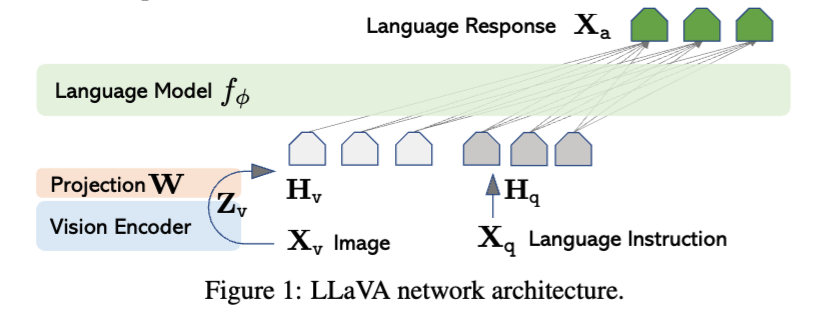 Language Response Xₐ
Language Model f_ϕ
Projection W
Z_v
H_v
H_q
Vision Encoder
X_v Image
X_q Language Instruction
Figure 1: LLaVA network architecture.